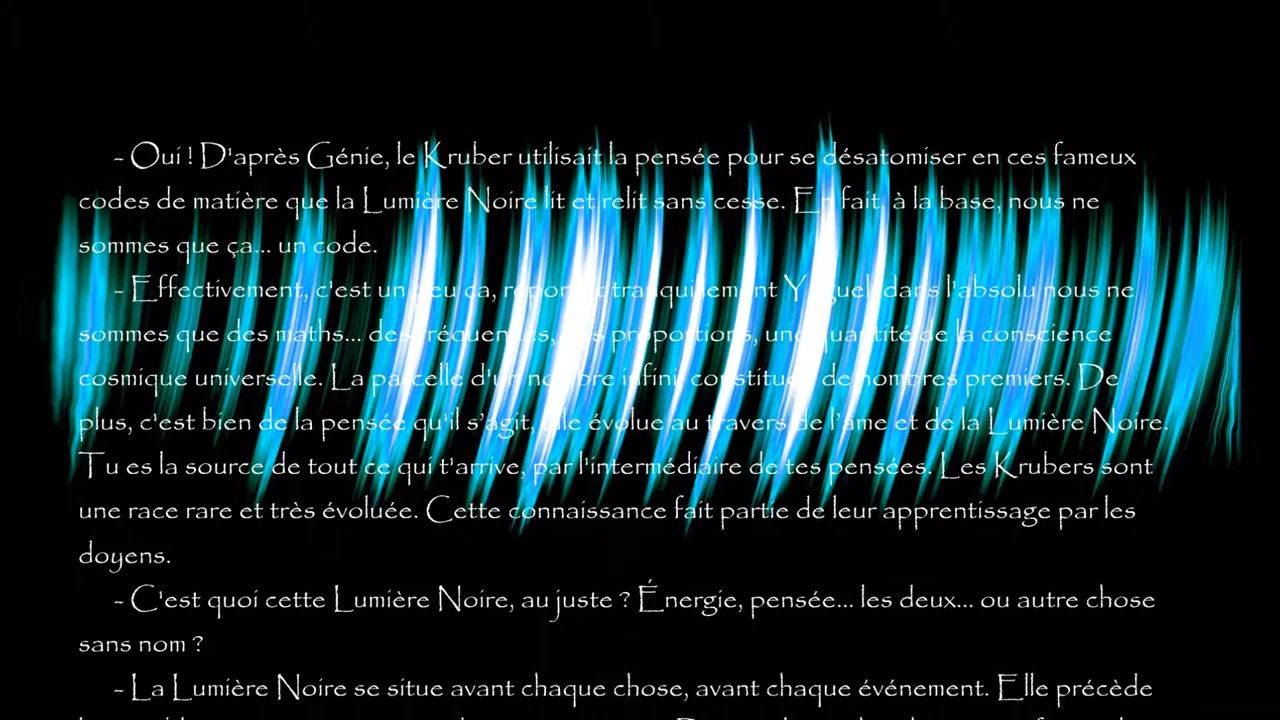 - Oui ! D'après Génie, le Kruber utilisait la pensée pour se désatomiser en ces fameux
codes de matière que la Lumière Noire lit et relit sans cesse. En fait, à la base, nous ne
sommes que ça... un code.
- Effectivement, c'est un peu ça, répondit tranquillement dans l'absolu nous ne
sommes que des maths... des fréquences, des proportions, une quantité de la conscience
cosmique universelle. La parcelle d'un nombre infini constitué de nombres premiers. De
plus, c'est bien de la pensée qu'il s'agit, elle évolue au travers de l'âme et de la Lumière Noire.
Tu es la source de tout ce qui t'arrive, par l'intermédiaire de tes pensées. Les Krubers sont
une race rare et très évoluée. Cette connaissance fait partie de leur apprentissage par les
doyens.
- C'est quoi cette Lumière Noire, au juste ? Énergie, pensée... les deux... ou autre chose
sans nom ?
- La Lumière Noire se situe avant chaque chose, avant chaque événement. Elle précède